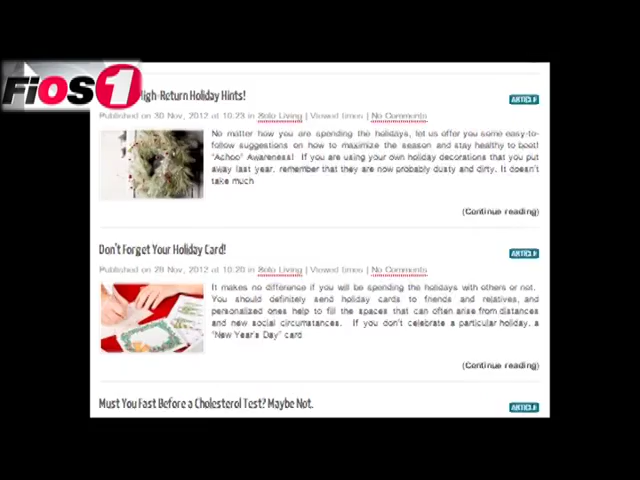 FiOS1
High-Return Holiday Hints!
ARTICLE
Published on 30 Nov, 2012 at 10:23 in Solo Living | Viewed times | No Comments
No matter how you are spending the holidays, let us offer you some easy-to-
follow suggestions on how to maximize the season and stay healthy to boot!
"Achoo" Awareness! If you are using your own holiday decorations that you put
away last year, remember that they are now probably dusty and dirty. It doesn't
take much
(Continue reading)
Don't Forget Your Holiday Card!
ARTICLE
Published on 29 Nov, 2012 at 10:20 in Solo Living | Viewed times | No Comments
It makes no difference if you will be spending the holidays with others or not.
You should definitely send holiday cards to friends and relatives, and
personalized ones help to fill the spaces that can often arise from distances
and new social circumstances. If you don't celebrate a particular holiday, a
"New Year's Day" card
(Continue reading)
Must You Fast Before a Cholesterol Test? Maybe Not.
ARTICLE